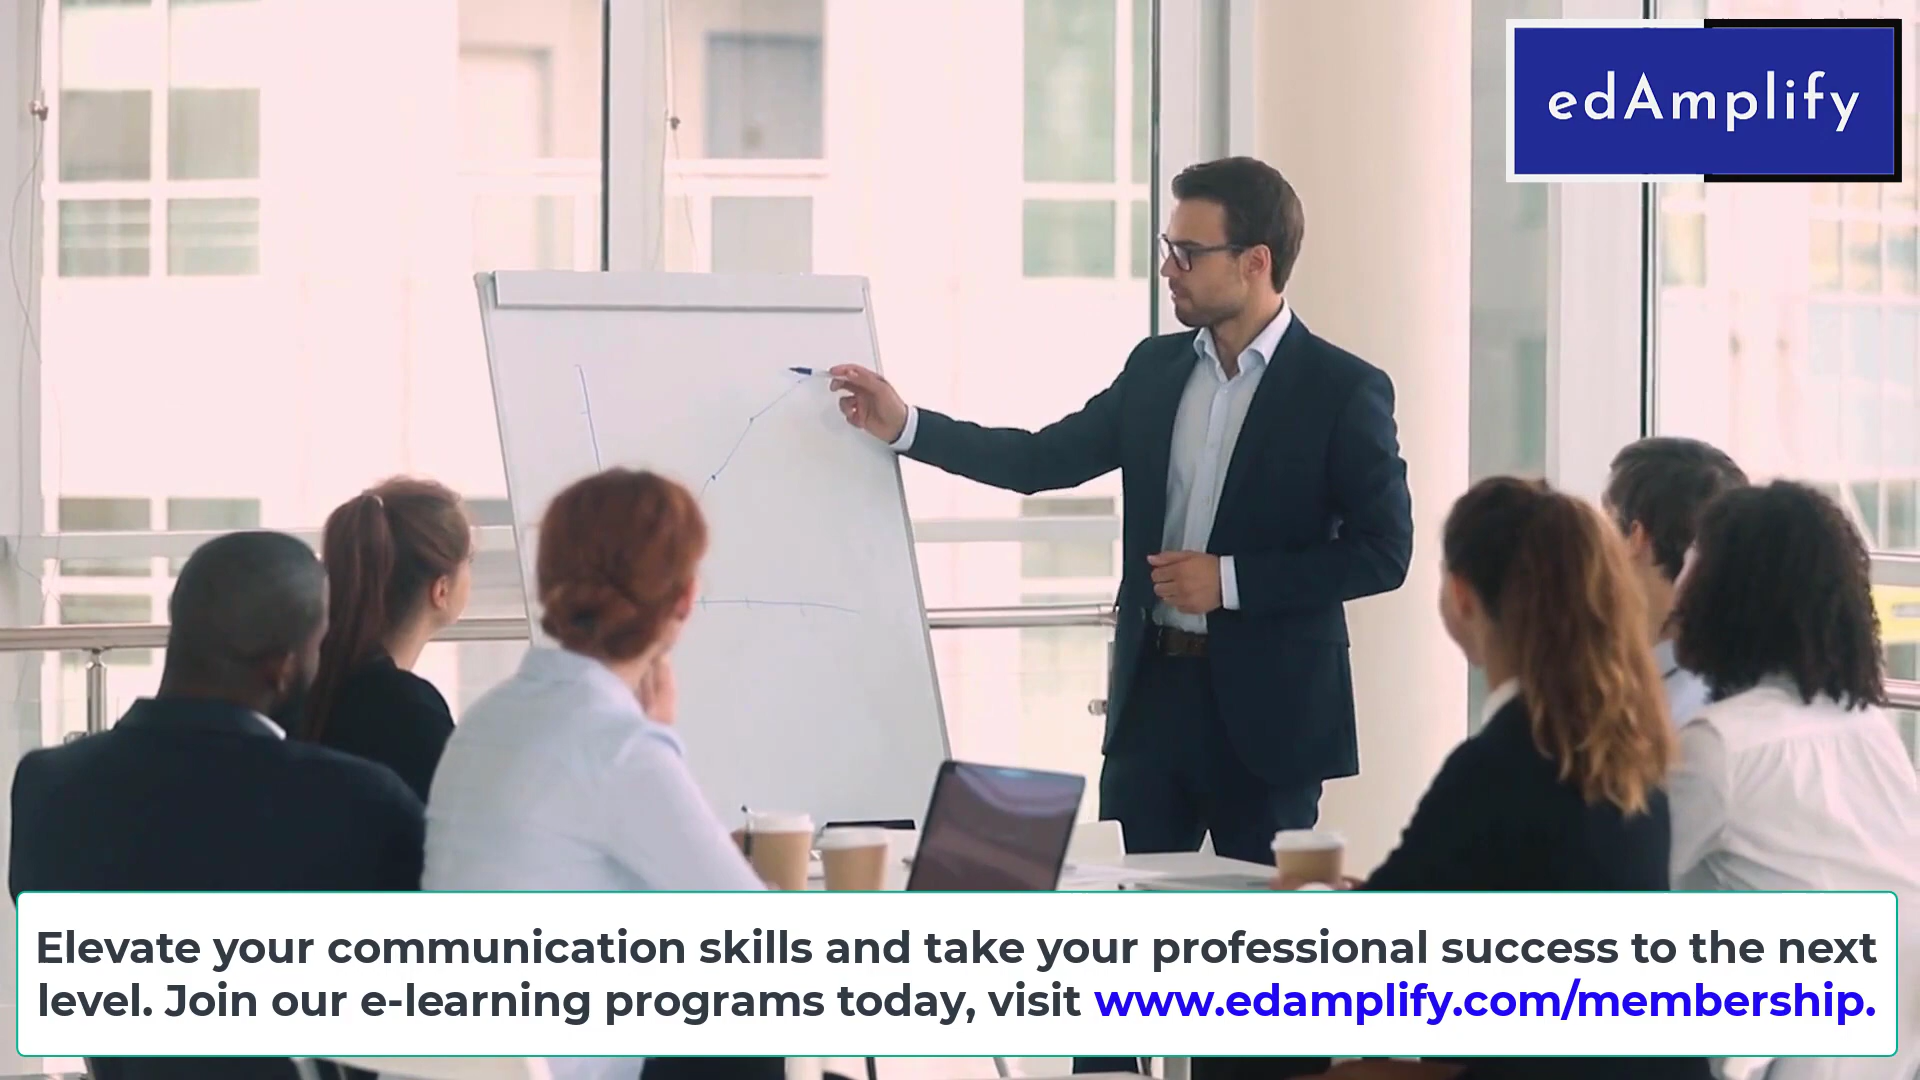 edAmplify
Elevate your communication skills and take your professional success to the next
level. Join our e-learning programs today, visit www.edamplify.com/membership.